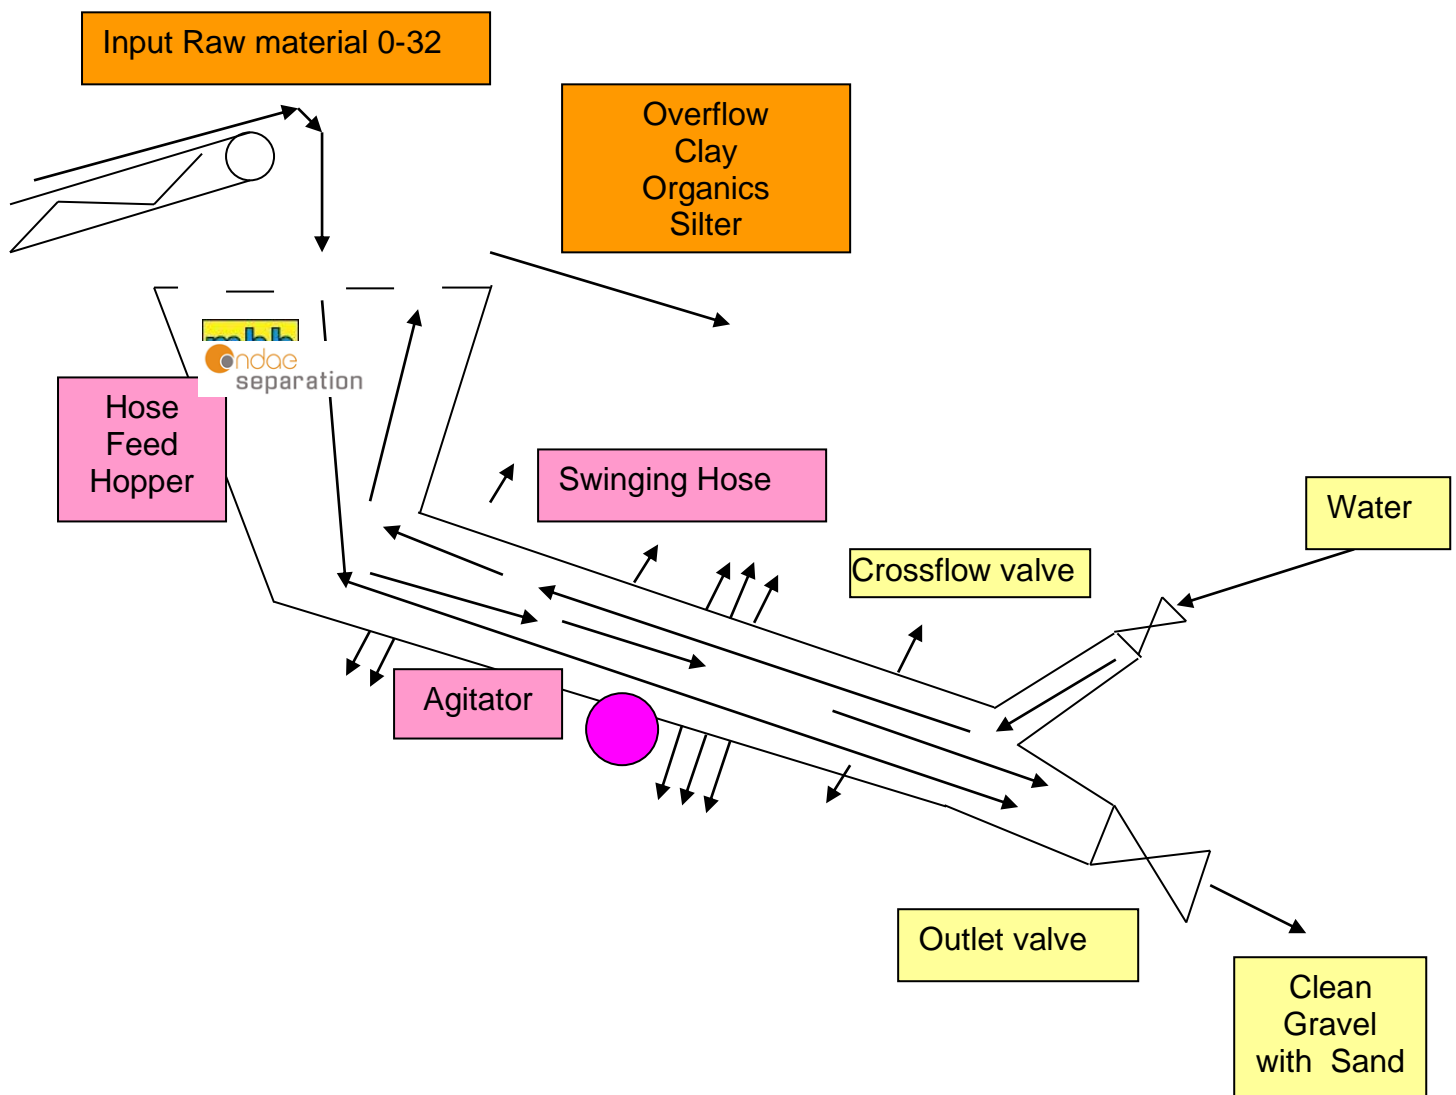 Input Raw material 0-32
Overflow
Clay
Organics
Silter
ndae
separation
Hose
Feed
Hopper
Swinging Hose
Water
Crossflow valve
Agitator
Outlet valve
Clean
Gravel
with Sand